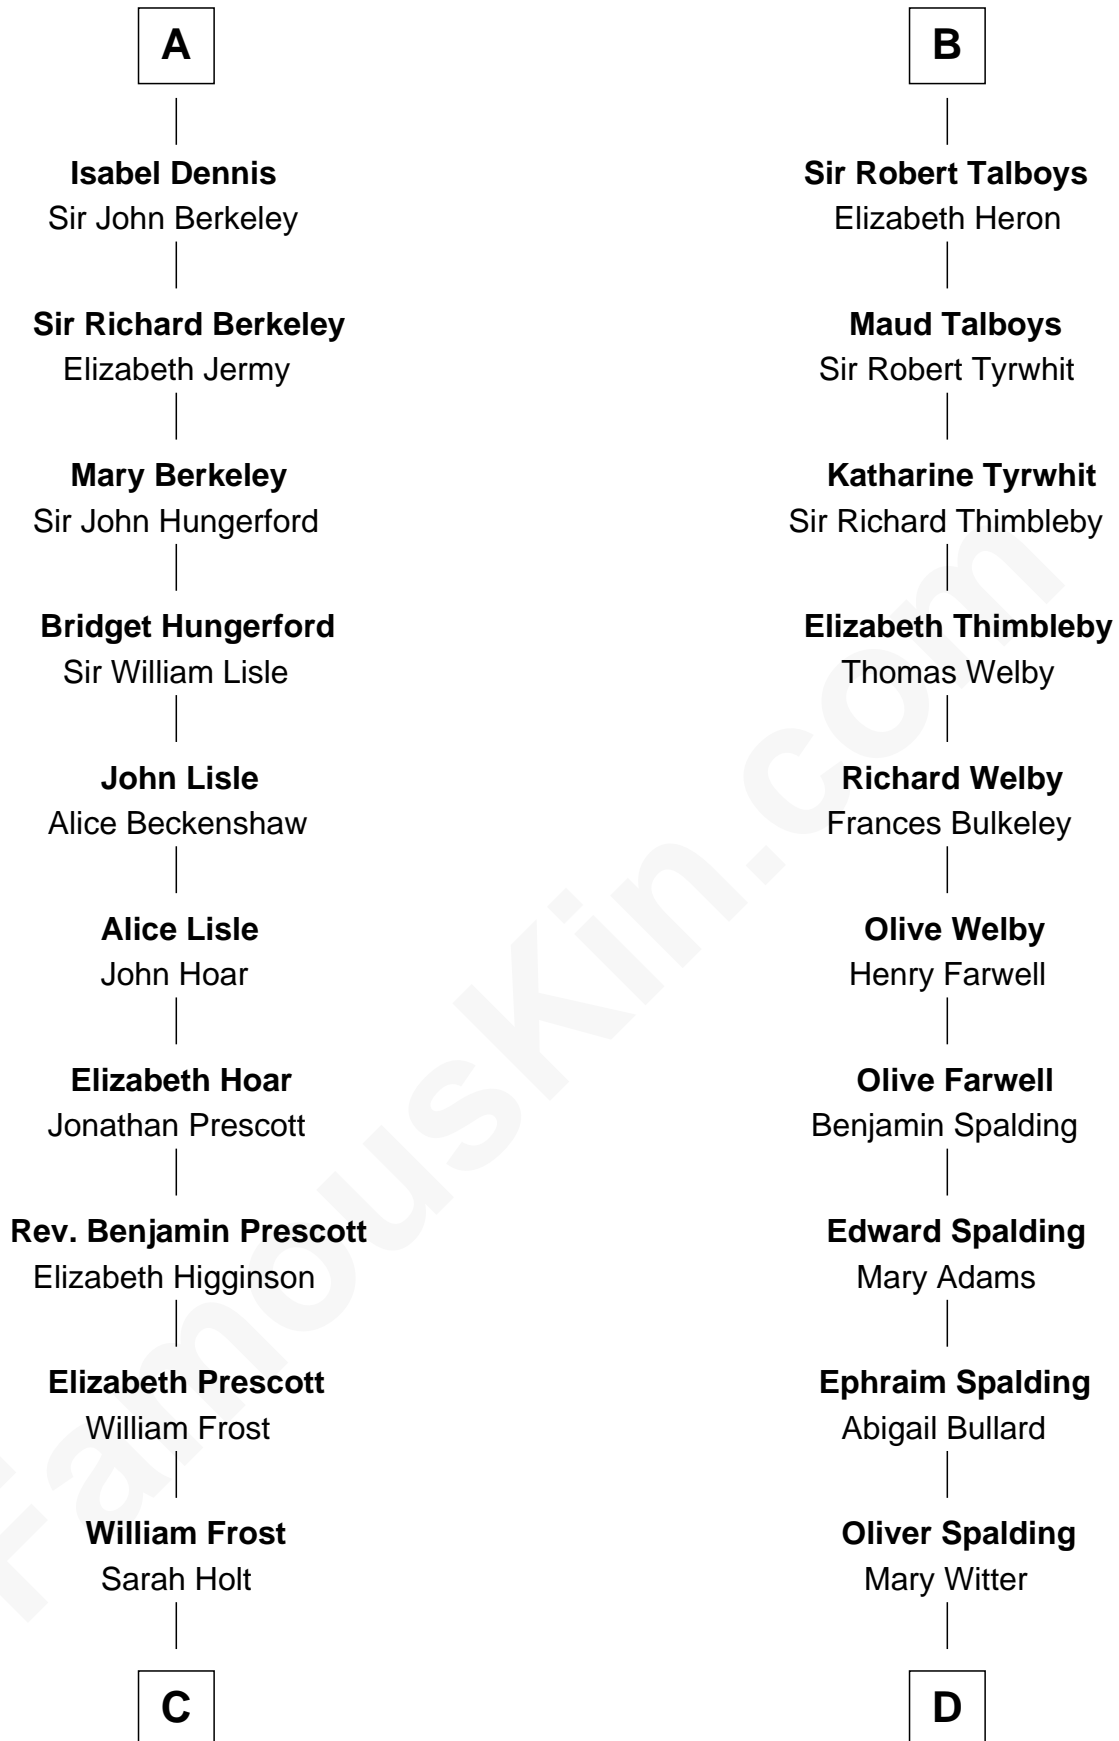 A
Isabel Dennis
Sir John Berkeley
Sir Richard Berkeley
Elizabeth Jermy
Mary Berkeley
Sir John Hungerford
Bridget Hungerford
Sir William Lisle
John Lisle
Alice Beckenshaw
Alice Lisle
John Hoar
Elizabeth Hoar
Jonathan Prescott
Rev. Benjamin Prescott
Elizabeth Higginson
Elizabeth Prescott
William Frost
William Frost
Sarah Holt
C
B
Sir Robert Talboys
Elizabeth Heron
Maud Talboys
Sir Robert Tyrwhit
Katharine Tyrwhit
Sir Richard Thimbleby
Elizabeth Thimbleby
Thomas Welby
Richard Welby
Frances Bulkeley
Olive Welby
Henry Farwell
Olive Farwell
Benjamin Spalding
Edward Spalding
Mary Adams
Ephraim Spalding
Abigail Bullard
Oliver Spalding
Mary Witter
D
FamousKin.com